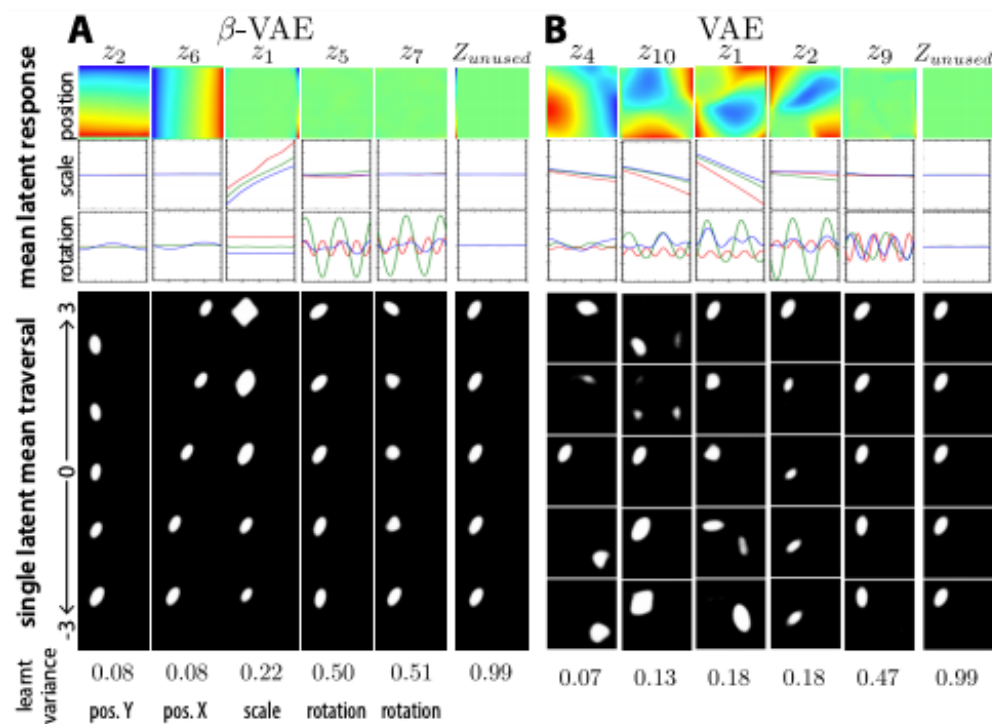 A β-VAE B VAE
z2 z6 z1 z5 z7 Zunused z4 z10 z1 z2 z9 Zunused
mean latent response
position
scale
rotation
single latent mean traversal
3
0
-3
learnt
variance
0.08 0.08 0.22 0.50 0.51 0.99 0.07 0.13 0.18 0.18 0.47 0.99
pos. Y pos. X scale rotation rotation